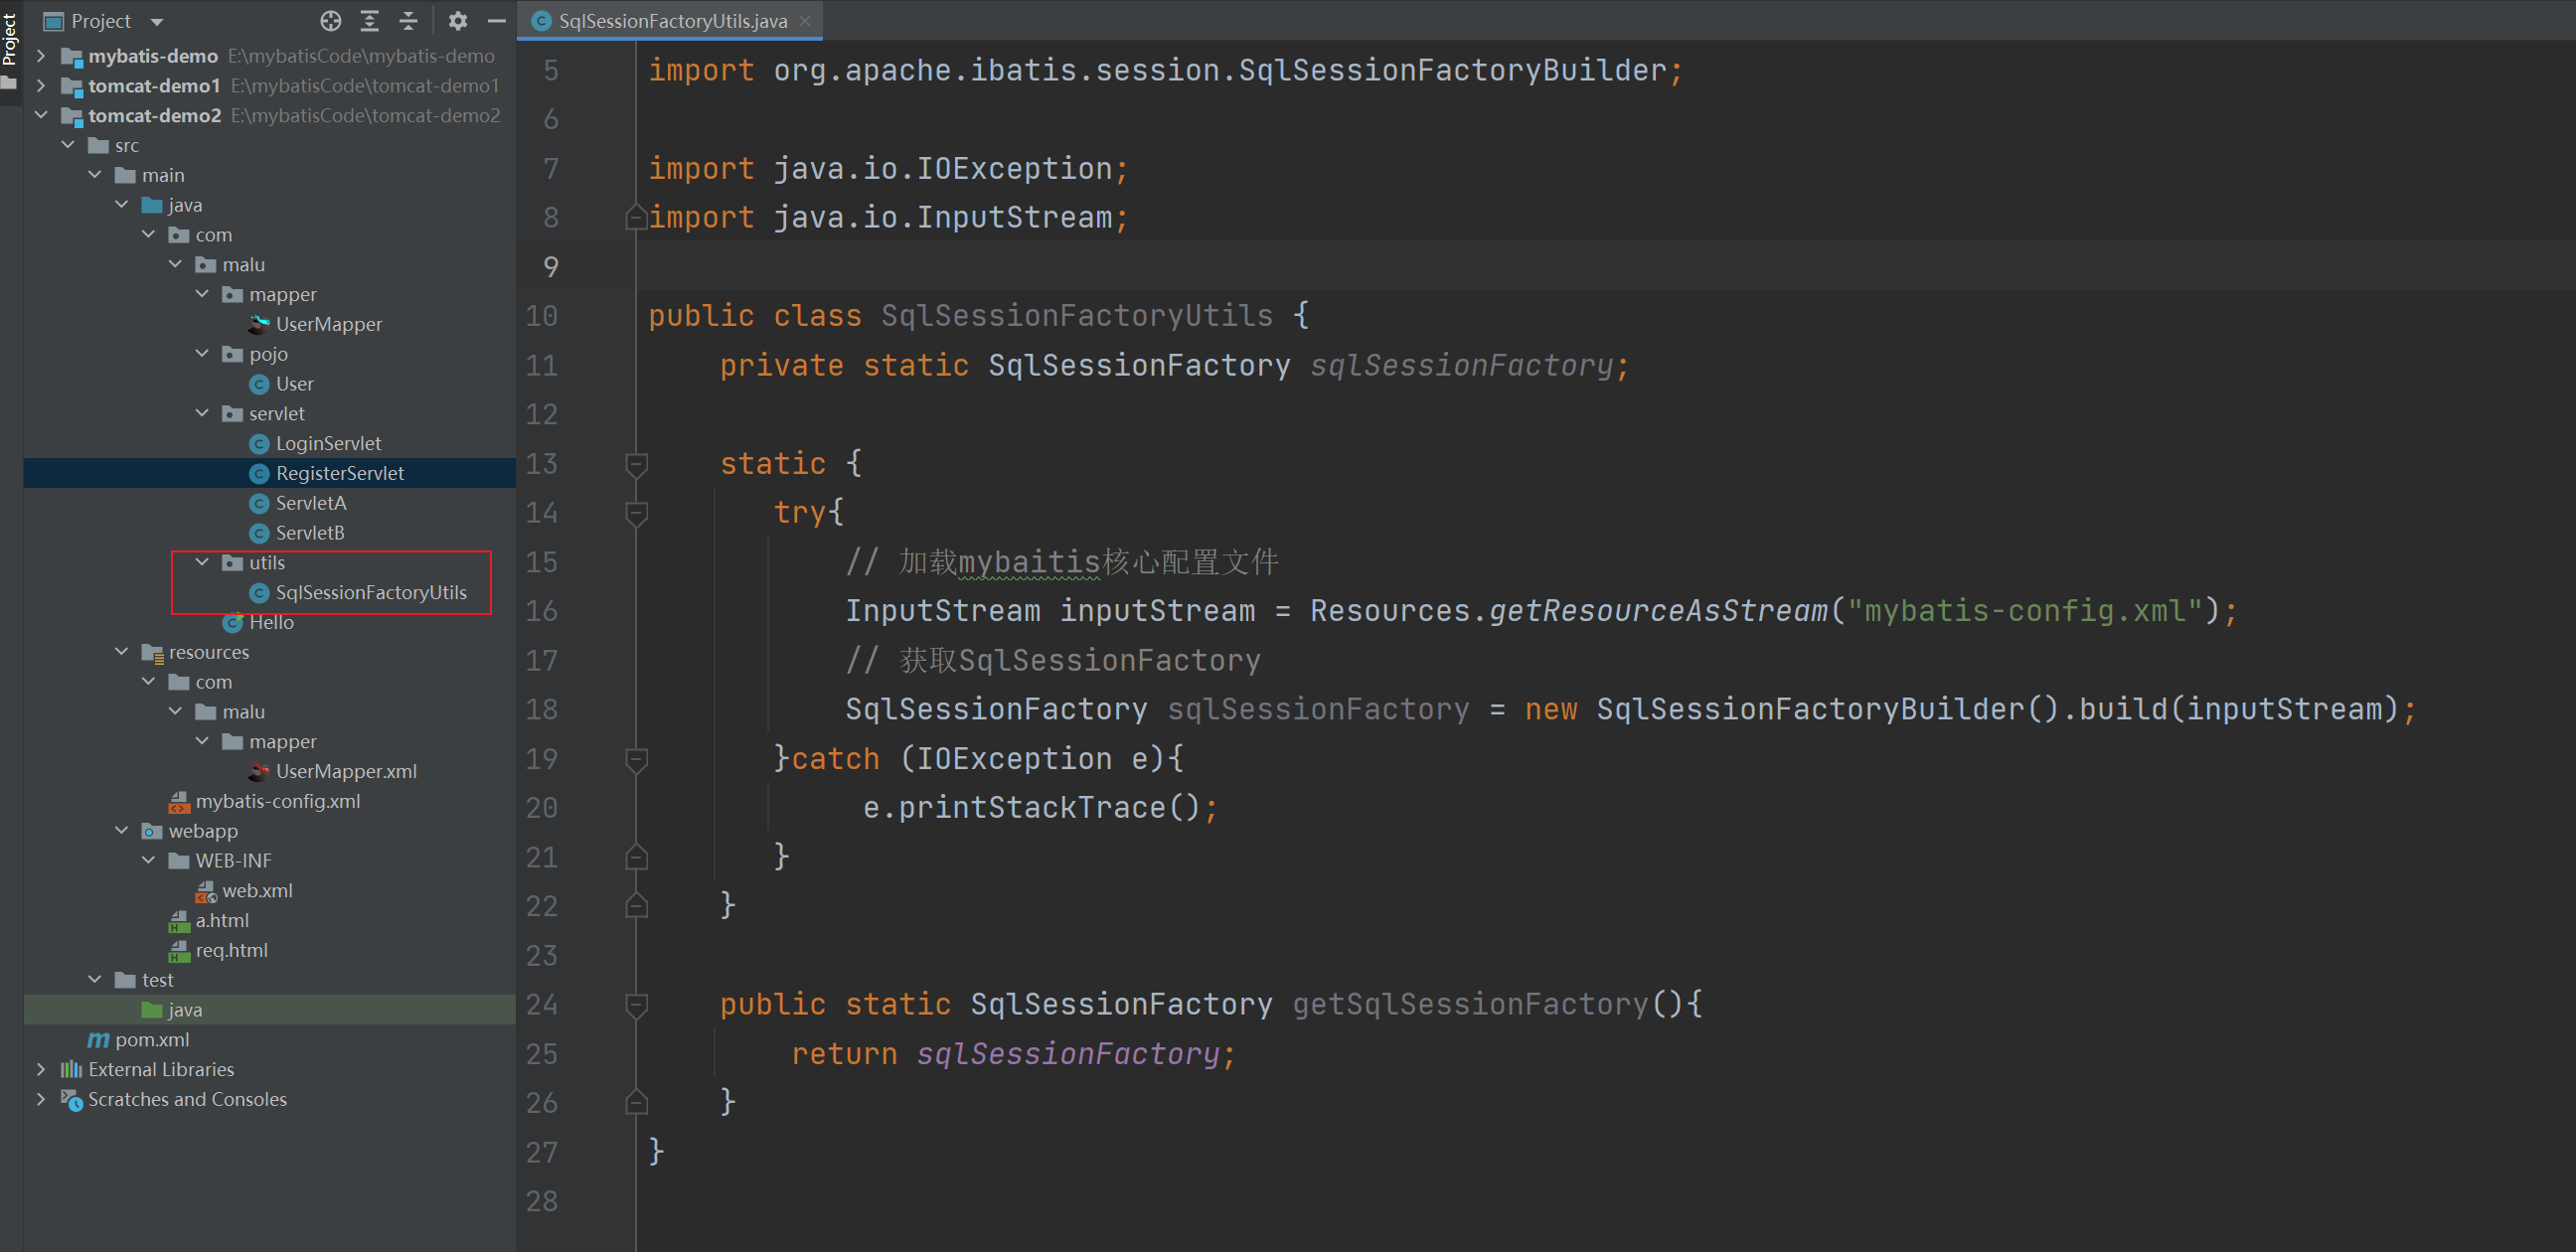 Project
Project
mybatis-demo E:\mybatisCode\mybatis-demo
tomcat-demo1 E:\mybatisCode\tomcat-demo1
tomcat-demo2 E:\mybatisCode\tomcat-demo2
src
main
java
com
malu
mapper
UserMapper
pojo
User
servlet
LoginServlet
RegisterServlet
ServletA
ServletB
utils
SqlSessionFactoryUtils
Hello
resources
com
malu
mapper
UserMapper.xml
mybatis-config.xml
webapp
WEB-INF
web.xml
a.html
req.html
test
java
pom.xml
External Libraries
Scratches and Consoles
SqlSessionFactoryUtils.java
5 import org.apache.ibatis.session.SqlSessionFactoryBuilder;
6
7 import java.io.IOException;
8 import java.io.InputStream;
9
10 public class SqlSessionFactoryUtils {
11 private static SqlSessionFactory sqlSessionFactory;
12
13 static {
14 try{
15 // 加载mybaitis核心配置文件
16 InputStream inputStream = Resources.getResourceAsStream("mybatis-config.xml");
17 // 获取SqlSessionFactory
18 SqlSessionFactory sqlSessionFactory = new SqlSessionFactoryBuilder().build(inputStream);
19 }catch (IOException e){
20 e.printStackTrace();
21 }
22 }
23
24 public static SqlSessionFactory getSqlSessionFactory(){
25 return sqlSessionFactory;
26 }
27 }
28